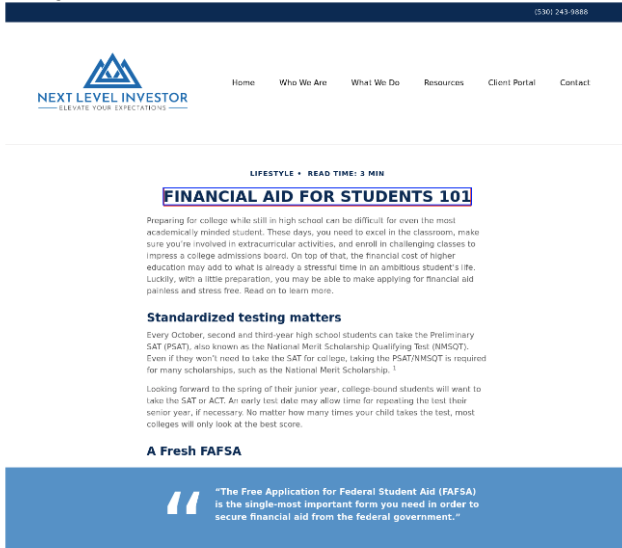 (530) 243-9888
NEXT LEVEL INVESTOR
ELEVATE YOUR EXPECTATIONS
Home Who We Are What We Do Resources Client Portal Contact
LIFESTYLE • READ TIME: 3 MIN
FINANCIAL AID FOR STUDENTS 101
Preparing for college while still in high school can be difficult for even the most
academically minded student. These days, you need to excel in the classroom, make
sure you're involved in extracurricular activities, and enroll in challenging classes to
impress a college admissions board. On top of that, the financial cost of higher
education may add to what is already a stressful time in an ambitious student's life.
Luckily, with a little preparation, you may be able to make applying for financial aid
painless and stress free. Read on to learn more.
Standardized testing matters
Every October, second and third-year high school students can take the Preliminary
SAT (PSAT), also known as the National Merit Scholarship Qualifying Test (NMSQT).
Even if they won't need to take the SAT for college, taking the PSAT/NMSQT is required
for many scholarships, such as the National Merit Scholarship. 1
Looking forward to the spring of their junior year, college-bound students will want to
take the SAT or ACT. An early test date may allow time for repeating the test their
senior year, if necessary. No matter how many times your child takes the test, most
colleges will only look at the best score.
A Fresh FAFSA
“The Free Application for Federal Student Aid (FAFSA)
is the single-most important form you need in order to
secure financial aid from the federal government.”